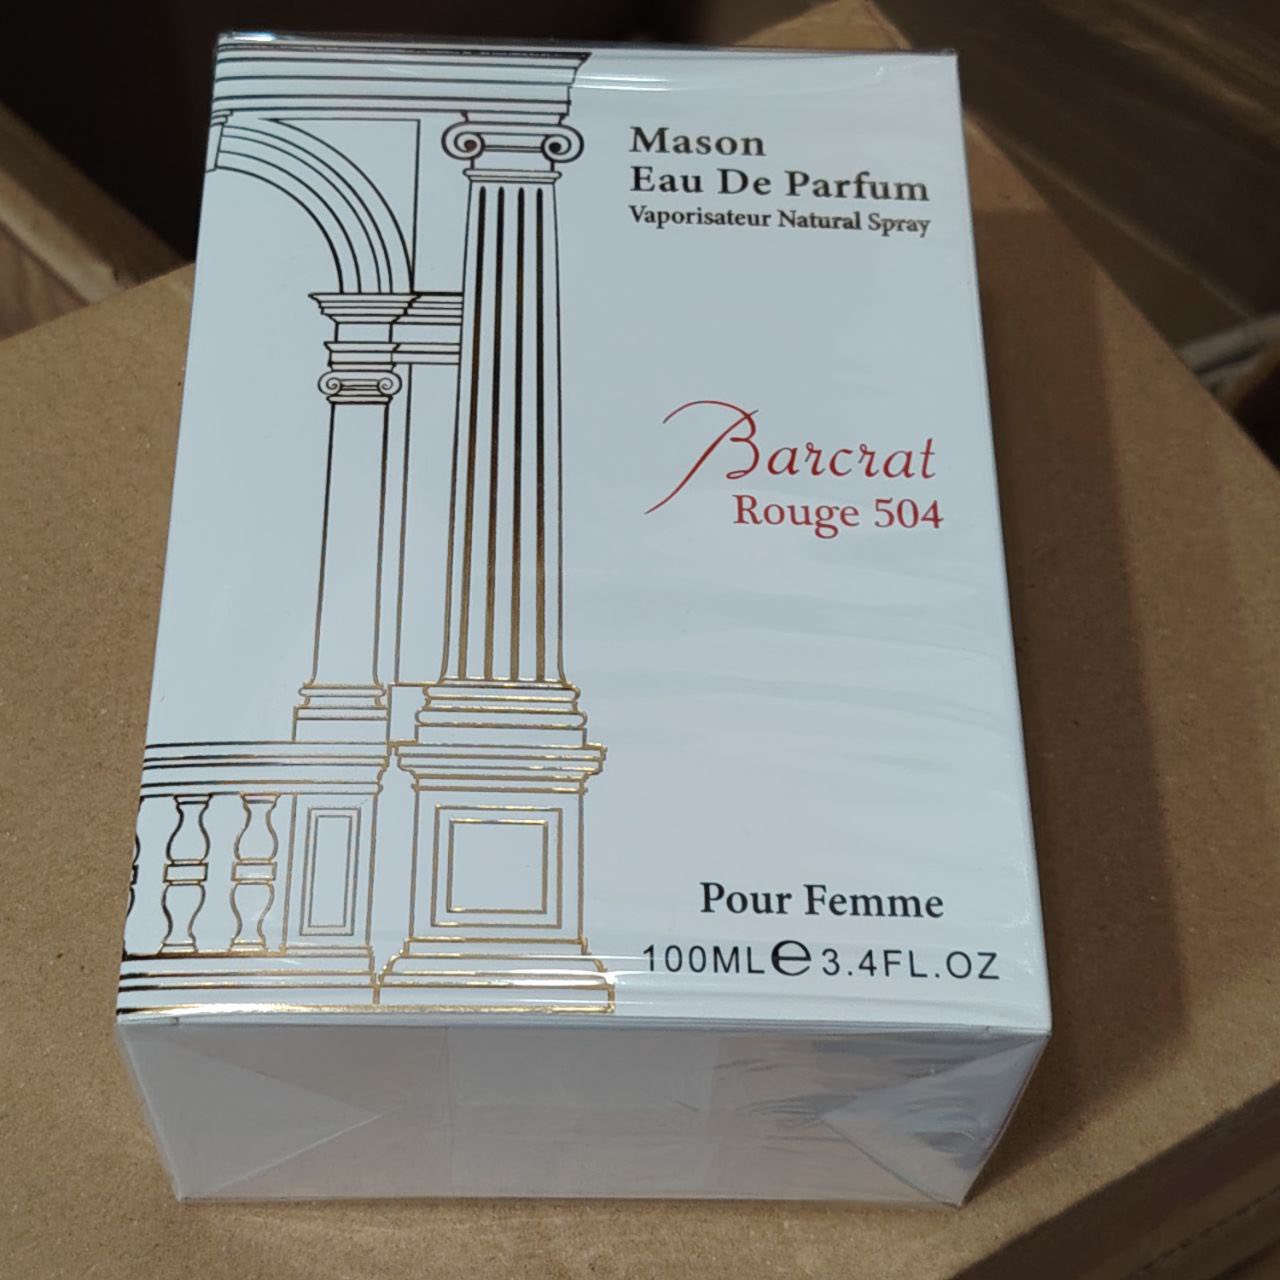 Mason
Eau De Parfum
Vaporisateur Natural Spray
Barcrat
Rouge 504
Pour Femme
100ML℮3.4FL.OZ